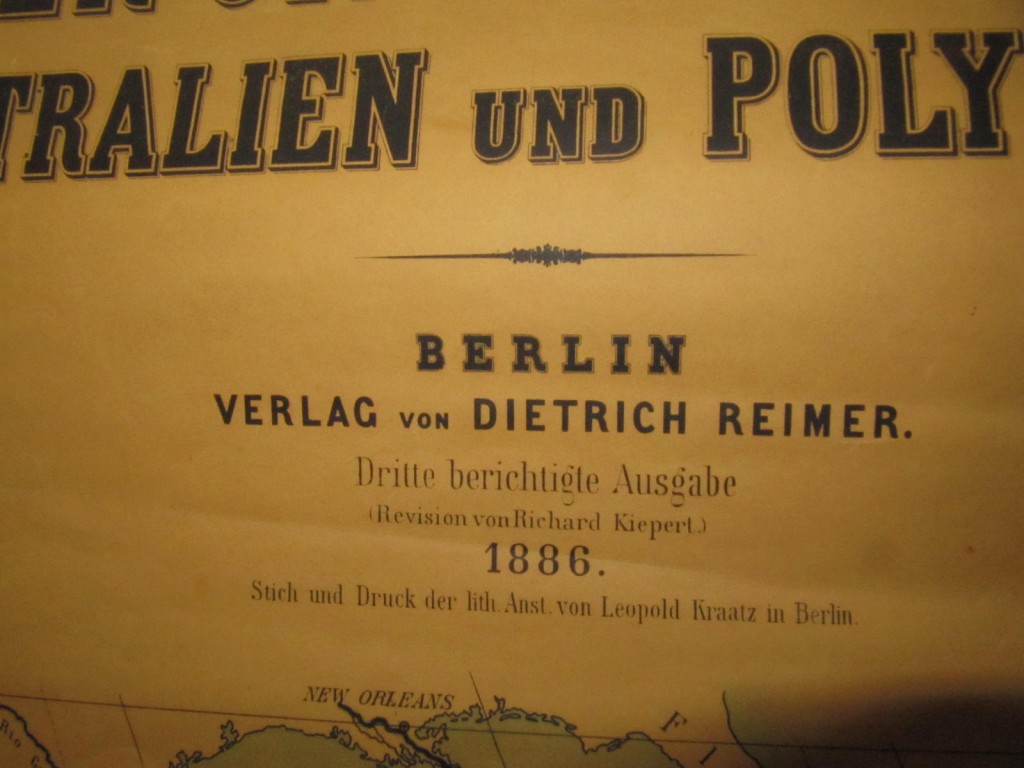 TRALIEN UND POLY
BERLIN
VERLAG VON DIETRICH REIMER.
Dritte berichtigte Ausgabe
(Revision von Richard Kiepert.)
1886.
Stich und Druck der lith. Anst. von Leopold Kraatz in Berlin.
NEW ORLEANS
F I
Rio
G.